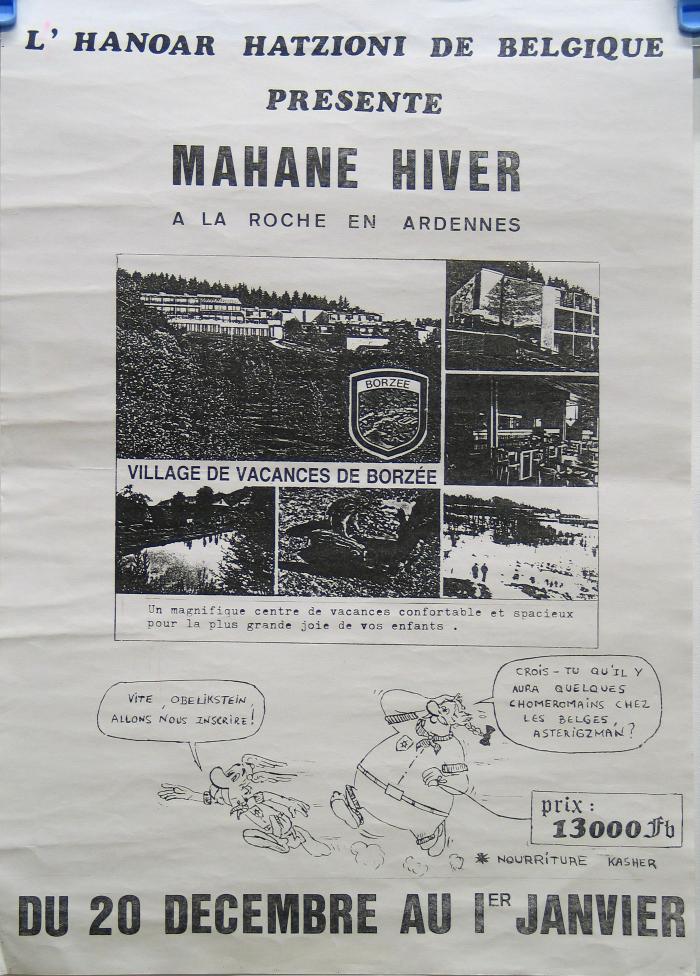 L' HANOAR HATZIONI DE BELGIQUE
PRESENTE
MAHANE HIVER
A LA ROCHE EN ARDENNES
BORZEE
VILLAGE DE VACANCES DE BORZÉE
Un magnifique centre de vacances confortable et spacieux
pour la plus grande joie de vos enfants .
VITE, OBELIKSTEIN,
ALLONS NOUS INSCRIRE!
CROIS-TU QU'IL Y
AURA QUELQUES
CHOMEROMAINS CHEZ
LES BELGES,
ASTERIGZMAN?
prix :
13000 Fb
* NOURRITURE KASHER
DU 20 DECEMBRE AU 1ER JANVIER